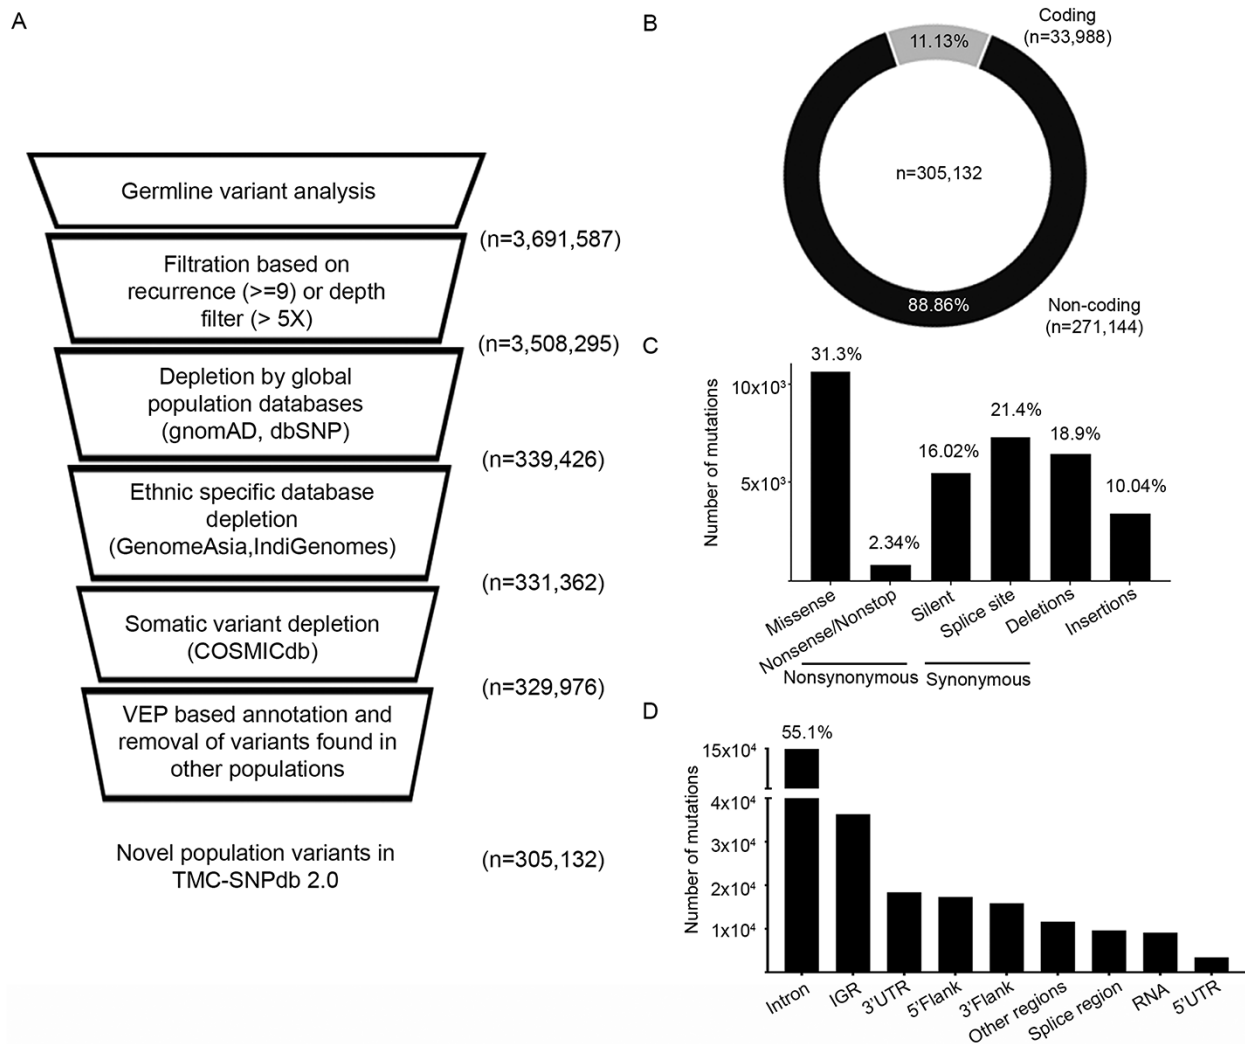 A
Germline variant analysis
(n=3,691,587)
Filtration based on
recurrence (>=9) or depth
filter (> 5X)
(n=3,508,295)
Depletion by global
population databases
(gnomAD, dbSNP)
(n=339,426)
Ethnic specific database
depletion
(GenomeAsia,IndiGenomes)
(n=331,362)
Somatic variant depletion
(COSMICdb)
(n=329,976)
VEP based annotation and
removal of variants found in
other populations
Novel population variants in
TMC-SNPdb 2.0
(n=305,132)
B
Coding
(n=33,988)
11.13%
n=305,132
88.86%
Non-coding
(n=271,144)
C
Number of mutations
10x10³
5x10³
31.3%
2.34%
16.02%
21.4%
18.9%
10.04%
Missense
Nonsense/Nonstop
Silent
Splice site
Deletions
Insertions
Nonsynonymous
Synonymous
D
Number of mutations
15x10⁴
4x10⁴
3x10⁴
2x10⁴
1x10⁴
55.1%
Intron
IGR
3'UTR
5'Flank
3'Flank
Other regions
Splice region
RNA
5'UTR